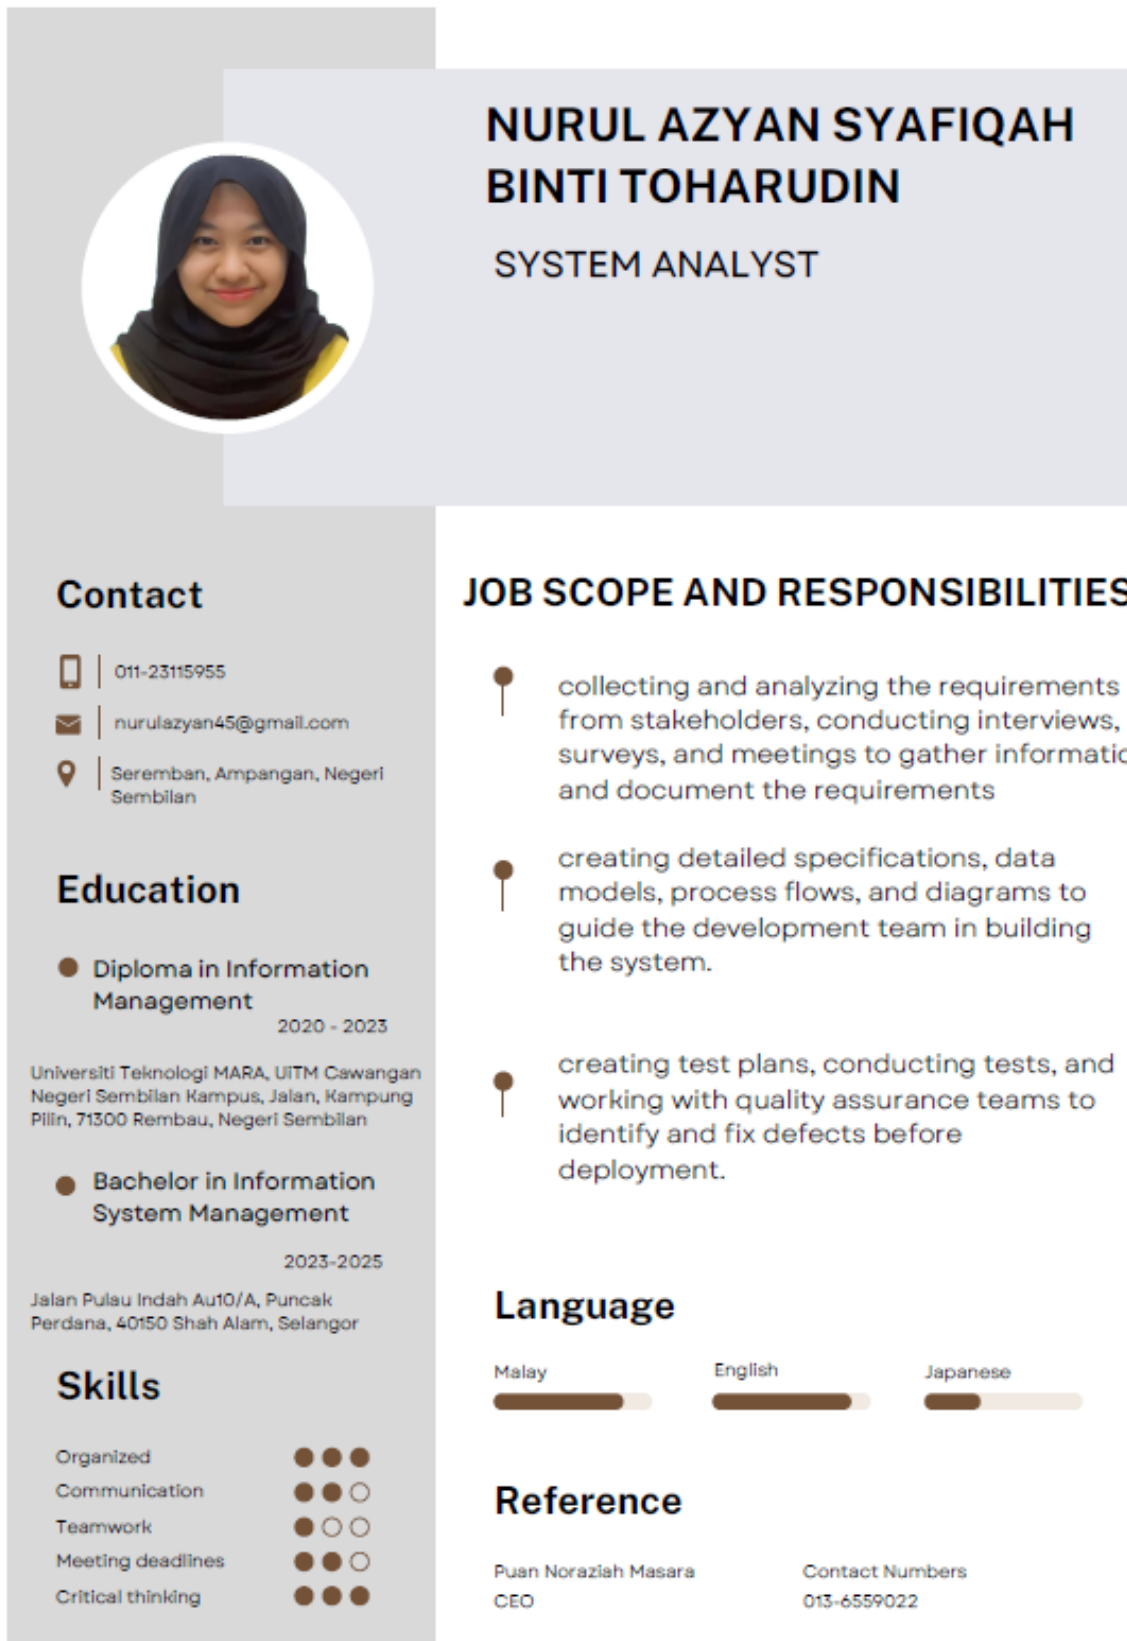 NURUL AZYAN SYAFIQAH
BINTI TOHARUDIN
SYSTEM ANALYST
Contact
011-23115955
nurulazyan45@gmail.com
Seremban, Ampangan, Negeri
Sembilan
Education
Diploma in Information
Management
2020 - 2023
Universiti Teknologi MARA, UiTM Cawangan
Negeri Sembilan Kampus, Jalan, Kampung
Pilin, 71300 Rembau, Negeri Sembilan
Bachelor in Information
System Management
2023-2025
Jalan Pulau Indah Au10/A, Puncak
Perdana, 40150 Shah Alam, Selangor
Skills
Organized
Communication
Teamwork
Meeting deadlines
Critical thinking
JOB SCOPE AND RESPONSIBILITIES
collecting and analyzing the requirements
from stakeholders, conducting interviews,
surveys, and meetings to gather informatio
and document the requirements
creating detailed specifications, data
models, process flows, and diagrams to
guide the development team in building
the system.
creating test plans, conducting tests, and
working with quality assurance teams to
identify and fix defects before
deployment.
Language
Malay English Japanese
Reference
Puan Noraziah Masara
CEO
Contact Numbers
013-6559022